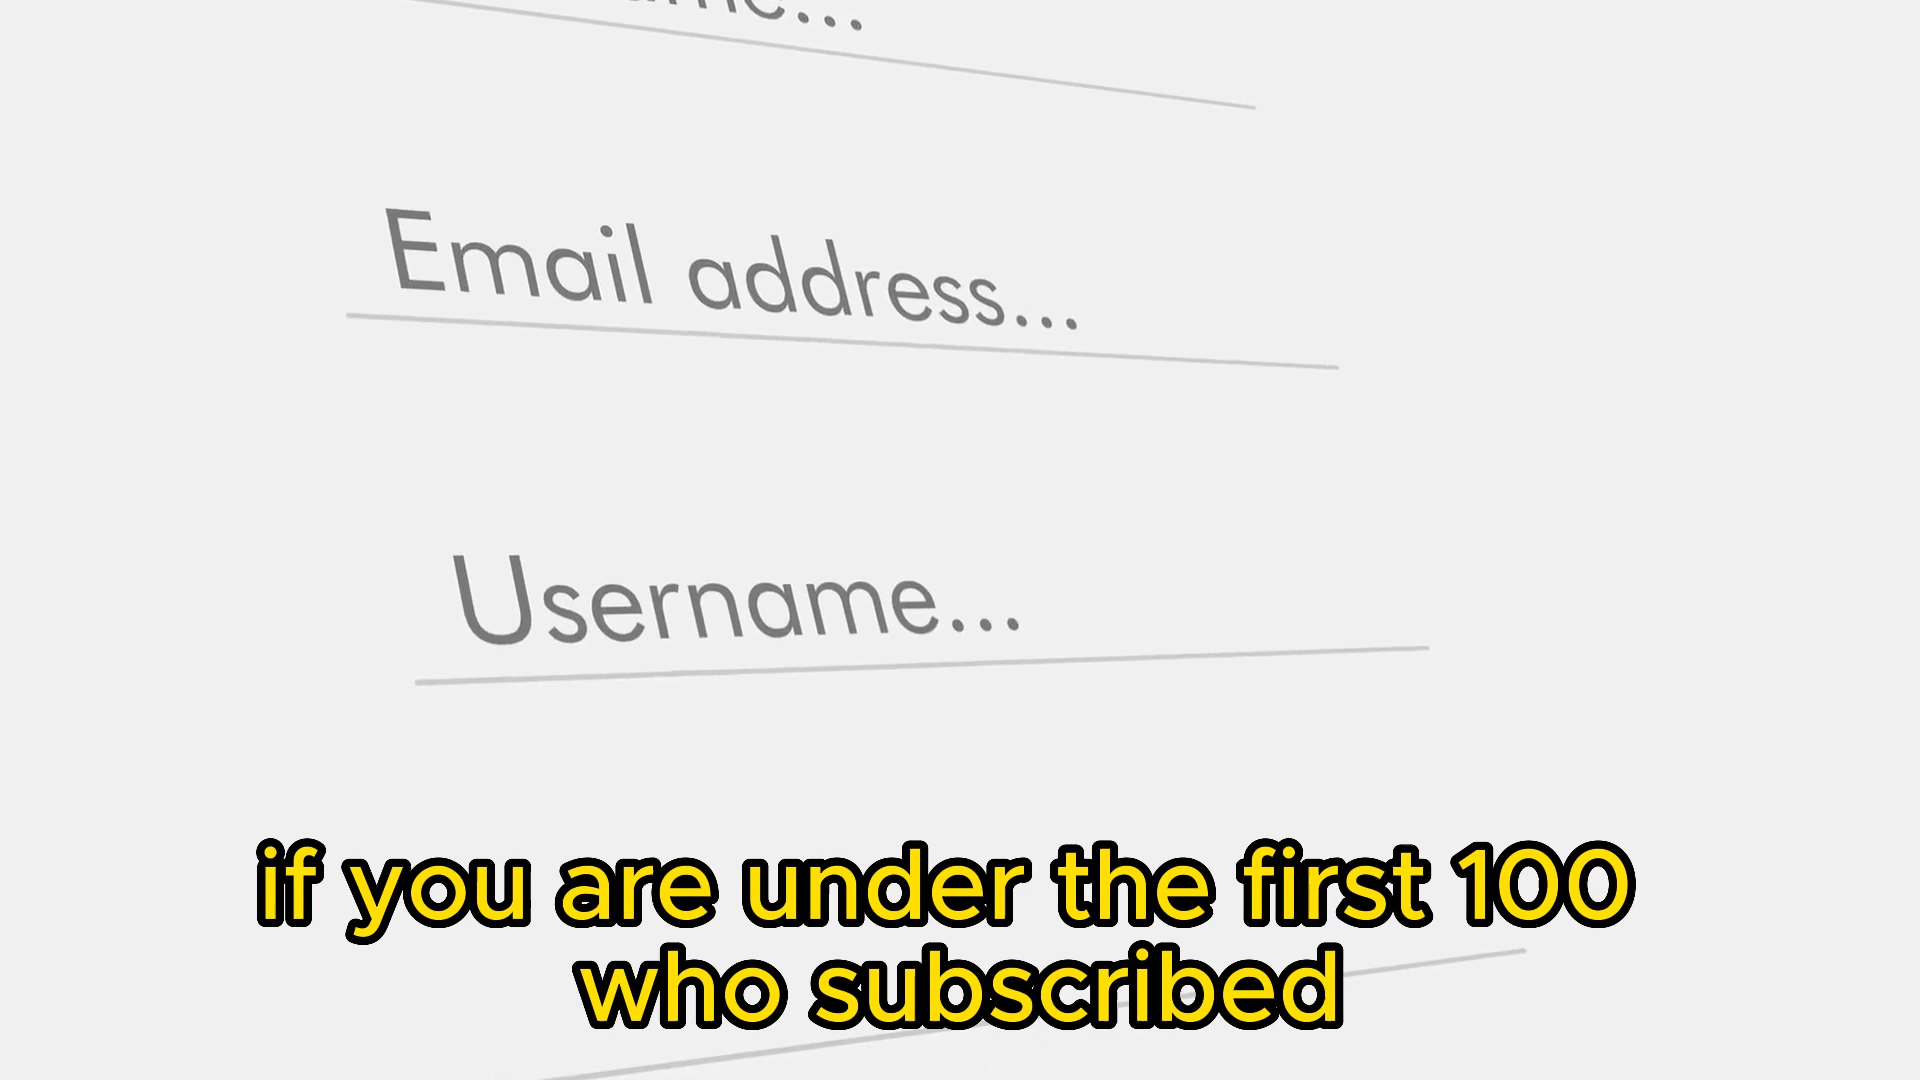 Email address...
Username...
if you are under the first 100
who subscribed